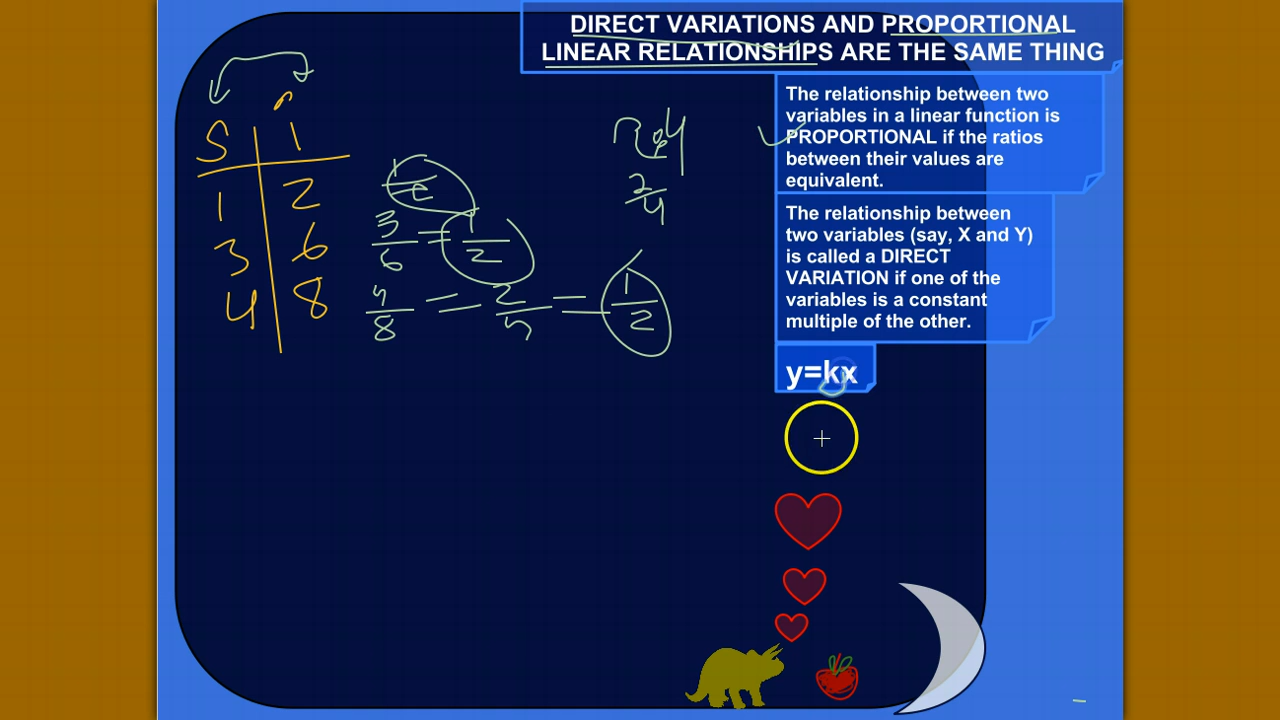 DIRECT VARIATIONS AND PROPORTIONAL
LINEAR RELATIONSHIPS ARE THE SAME THING
The relationship between two
variables in a linear function is
PROPORTIONAL if the ratios
between their values are
equivalent.
The relationship between
two variables (say, X and Y)
is called a DIRECT
VARIATION if one of the
variables is a constant
multiple of the other.
y=kx
S
1 2
3 6
4 8
3/6 = 1/2
4/8 = 2/4 = 1/2
2/4